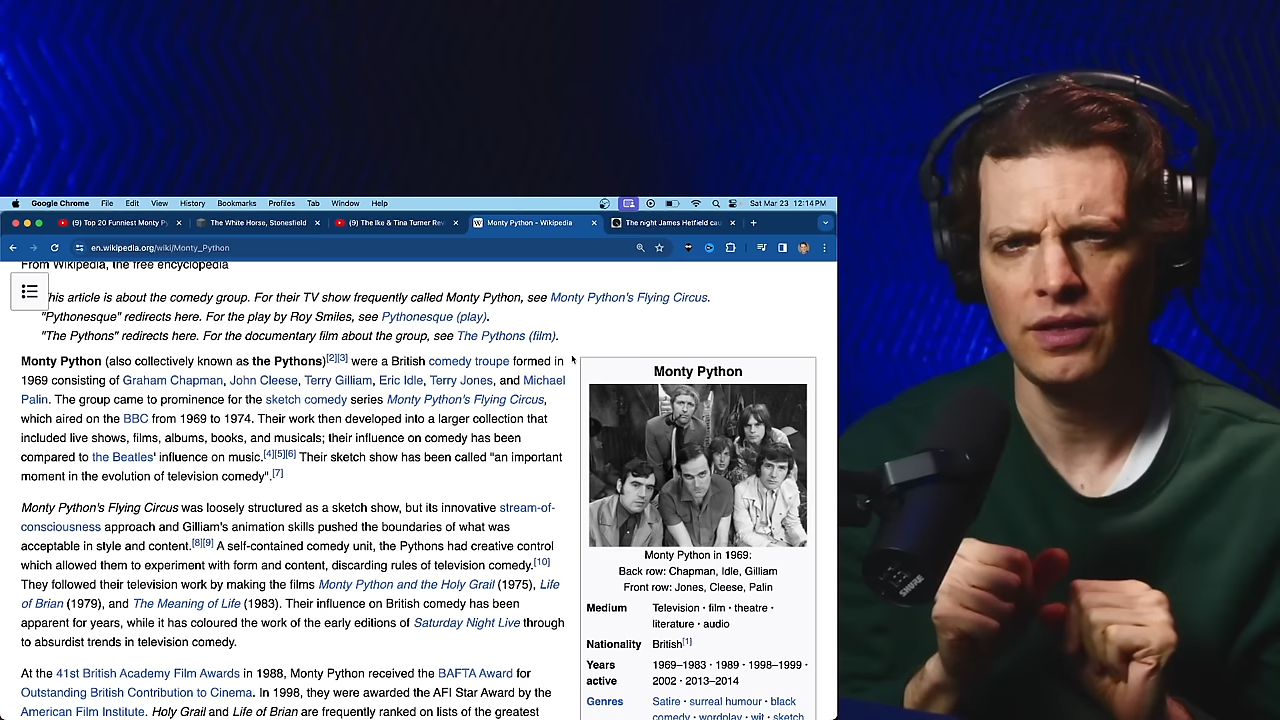 Google Chrome File Edit View History Bookmarks Profiles Tab Window Help Sat Mar 23 12:14 PM
(9) Top 20 Funniest Monty Py The White Horse, Stonesfield (9) The Ike & Tina Turner Rev Monty Python - Wikipedia The night James Hetfield cau
en.wikipedia.org/wiki/Monty_Python
From Wikipedia, the free encyclopedia
his article is about the comedy group. For their TV show frequently called Monty Python, see Monty Python's Flying Circus.
"Pythonesque" redirects here. For the play by Roy Smiles, see Pythonesque (play).
"The Pythons" redirects here. For the documentary film about the group, see The Pythons (film).
Monty Python (also collectively known as the Pythons)[2][3] were a British comedy troupe formed in
1969 consisting of Graham Chapman, John Cleese, Terry Gilliam, Eric Idle, Terry Jones, and Michael
Palin. The group came to prominence for the sketch comedy series Monty Python's Flying Circus,
which aired on the BBC from 1969 to 1974. Their work then developed into a larger collection that
included live shows, films, albums, books, and musicals; their influence on comedy has been
compared to the Beatles' influence on music.[4][5][6] Their sketch show has been called "an important
moment in the evolution of television comedy".[7]
Monty Python's Flying Circus was loosely structured as a sketch show, but its innovative stream-of-
consciousness approach and Gilliam's animation skills pushed the boundaries of what was
acceptable in style and content.[8][9] A self-contained comedy unit, the Pythons had creative control
which allowed them to experiment with form and content, discarding rules of television comedy.[10]
They followed their television work by making the films Monty Python and the Holy Grail (1975), Life
of Brian (1979), and The Meaning of Life (1983). Their influence on British comedy has been
apparent for years, while it has coloured the work of the early editions of Saturday Night Live through
to absurdist trends in television comedy.
At the 41st British Academy Film Awards in 1988, Monty Python received the BAFTA Award for
Outstanding British Contribution to Cinema. In 1998, they were awarded the AFI Star Award by the
American Film Institute. Holy Grail and Life of Brian are frequently ranked on lists of the greatest
Monty Python
Monty Python in 1969:
Back row: Chapman, Idle, Gilliam
Front row: Jones, Cleese, Palin
Medium Television · film · theatre ·
literature · audio
Nationality British[1]
Years 1969–1983 · 1989 · 1998–1999 ·
active 2002 · 2013–2014
Genres Satire · surreal humour · black
comedy · wordplay · wit · sketch
SHURE